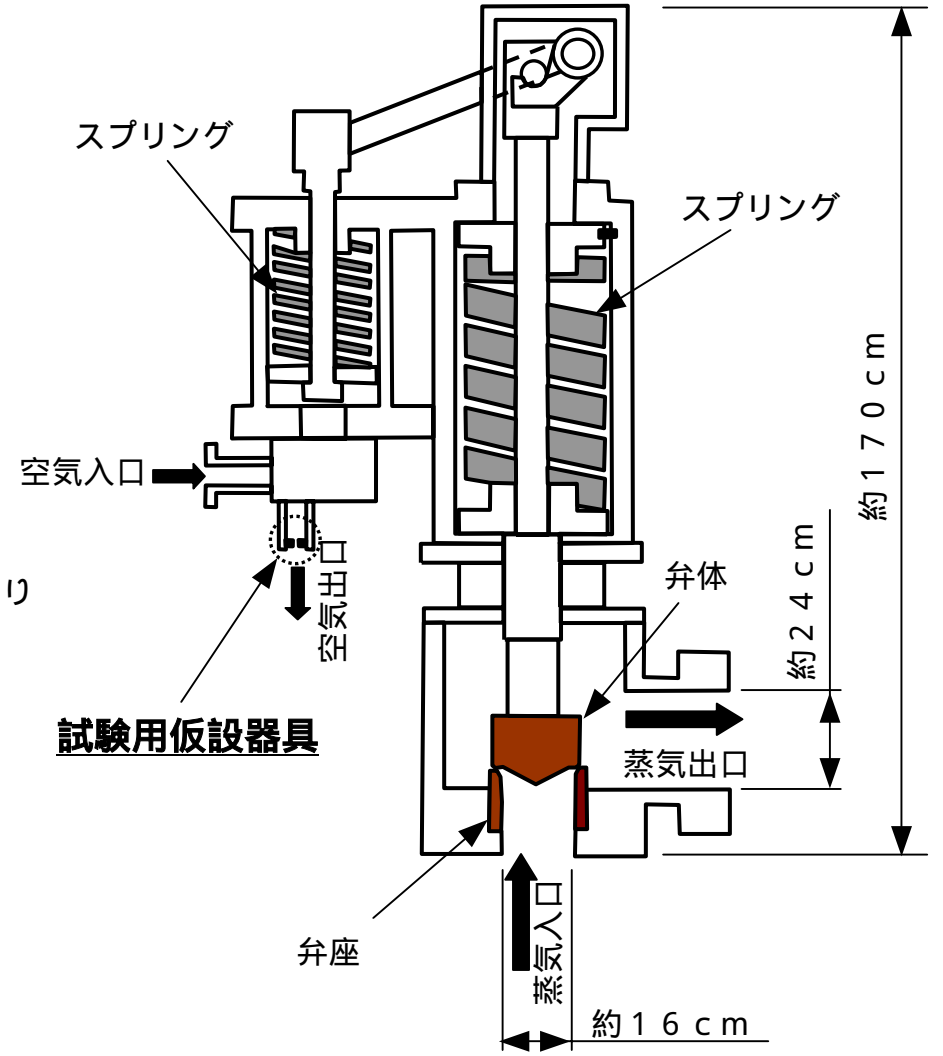 スプリング
スプリング
約１７０ｃｍ
空気入口
弁体
約２４ｃｍ
り
空気出口
試験用仮設器具
蒸気出口
弁座
蒸気入口
約１６ｃｍ